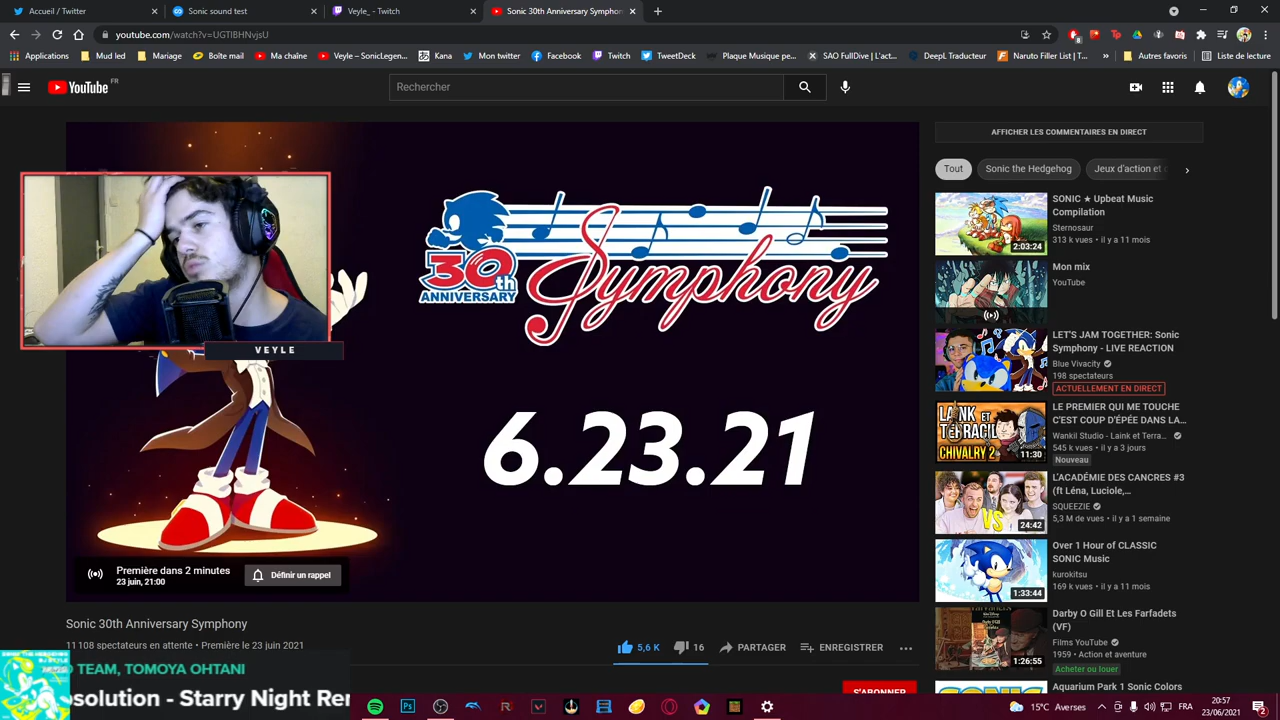 Accueil / Twitter
Sonic sound test
Veyle_ - Twitch
Sonic 30th Anniversary Symphon
youtube.com/watch?v=UGTIBHNvjsU
Applications
Mud led
Mariage
Boîte mail
Ma chaîne
Veyle – SonicLegen...
Kana
Mon twitter
Facebook
Twitch
TweetDeck
Plaque Musique pe...
SAO FullDive | L'act...
DeepL Traducteur
Naruto Filler List | T...
Autres favoris
Liste de lecture
YouTube FR
Rechercher
30th
ANNIVERSARY
Symphony
6.23.21
VEYLE
Première dans 2 minutes
23 juin, 21:00
Définir un rappel
Sonic 30th Anniversary Symphony
11 108 spectateurs en attente • Première le 23 juin 2021
5,6 K
16
PARTAGER
ENREGISTRER
S'ABONNER
TEAM, TOMOYA OHTANI
solution - Starry Night Re
AFFICHER LES COMMENTAIRES EN DIRECT
Tout
Sonic the Hedgehog
Jeux d'action et
SONIC ★ Upbeat Music
Compilation
Sternosaur
313 k vues • il y a 11 mois
2:03:24
Mon mix
YouTube
LET'S JAM TOGETHER: Sonic
Symphony - LIVE REACTION
Blue Vivacity
198 spectateurs
ACTUELLEMENT EN DIRECT
LE PREMIER QUI ME TOUCHE
C'EST COUP D'ÉPÉE DANS LA...
Wankil Studio - Laink et Terra...
545 k vues • il y a 3 jours
Nouveau
LAINK ET
TERRACID
CHIVALRY 2
11:30
L'ACADÉMIE DES CANCRES #3
(ft Léna, Luciole,...
SQUEEZIE
5,3 M de vues • il y a 1 semaine
VS
24:42
Over 1 Hour of CLASSIC
SONIC Music
kurokitsu
169 k vues • il y a 11 mois
1:33:44
Darby O Gill Et Les Farfadets
(VF)
Films YouTube
1959 • Action et aventure
Acheter ou louer
1:26:55
Aquarium Park 1 Sonic Colors
15°C Averses
FRA
20:57
23/06/2021
2